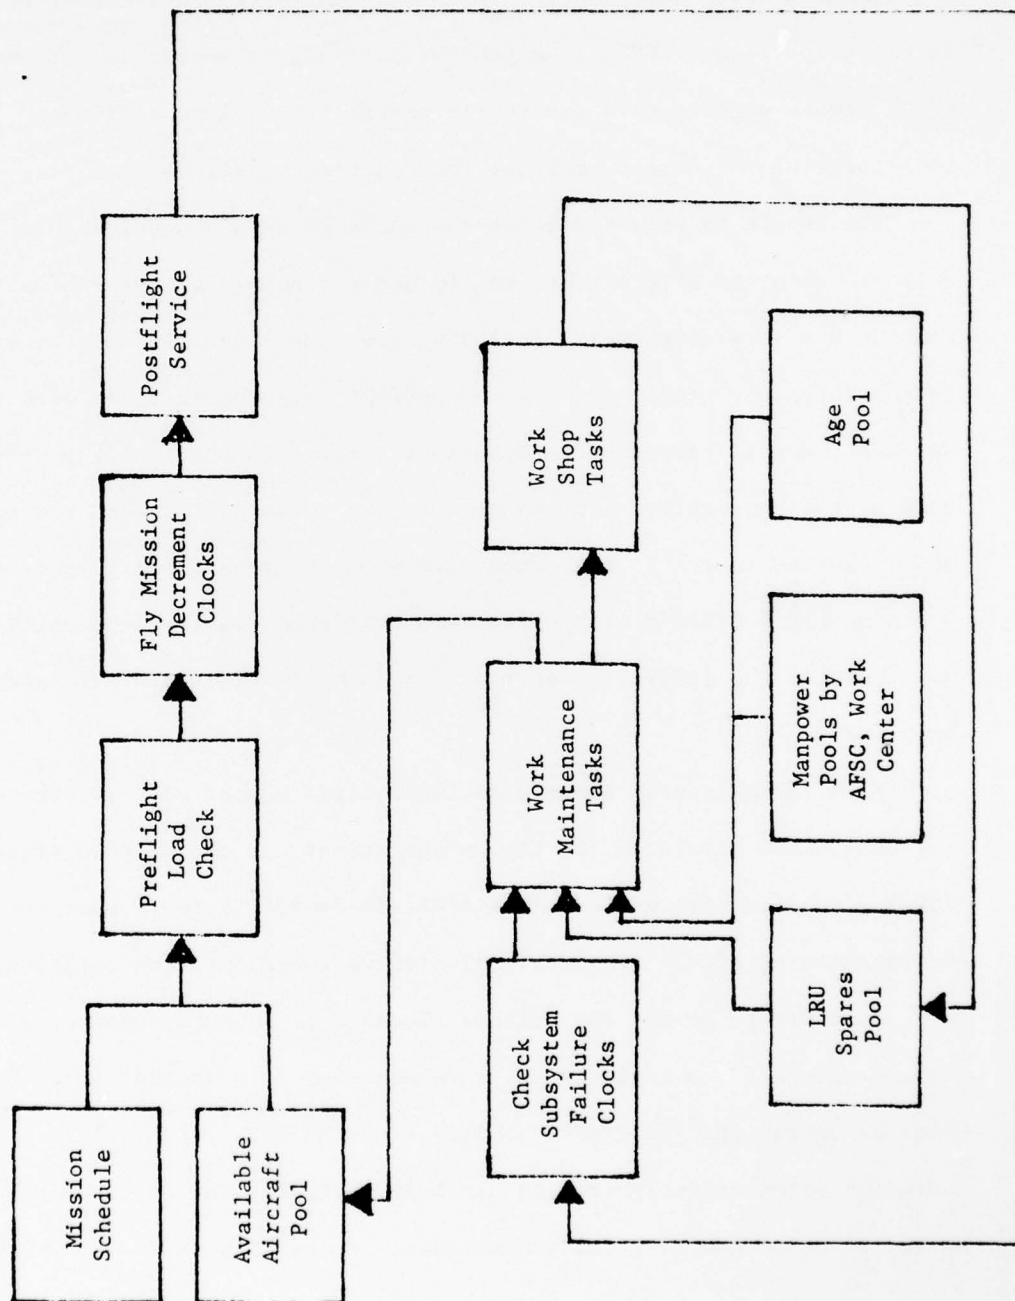 Mission
Schedule
Available
Aircraft
Pool
Preflight
Load
Check
Fly Mission
Decrement
Clocks
Postflight
Service
Check
Subsystem
Failure
Clocks
Work
Maintenance
Tasks
Work
Shop
Tasks
LRU
Spares
Pool
Manpower
Pools by
AFSC, Work
Center
Age
Pool